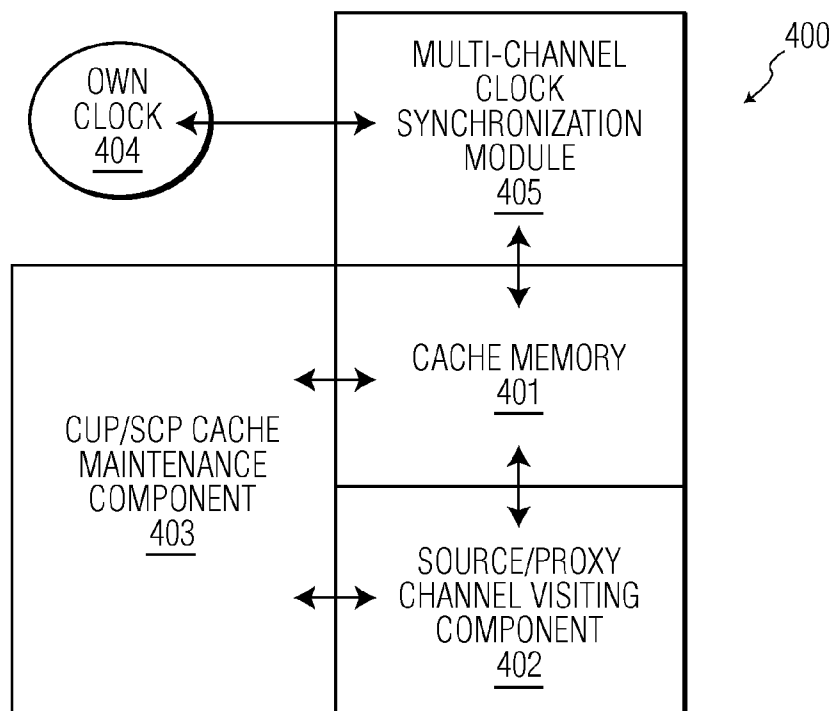 400
OWN
CLOCK
404
MULTI-CHANNEL
CLOCK
SYNCHRONIZATION
MODULE
405
CACHE MEMORY
401
CUP/SCP CACHE
MAINTENANCE
COMPONENT
403
SOURCE/PROXY
CHANNEL VISITING
COMPONENT
402